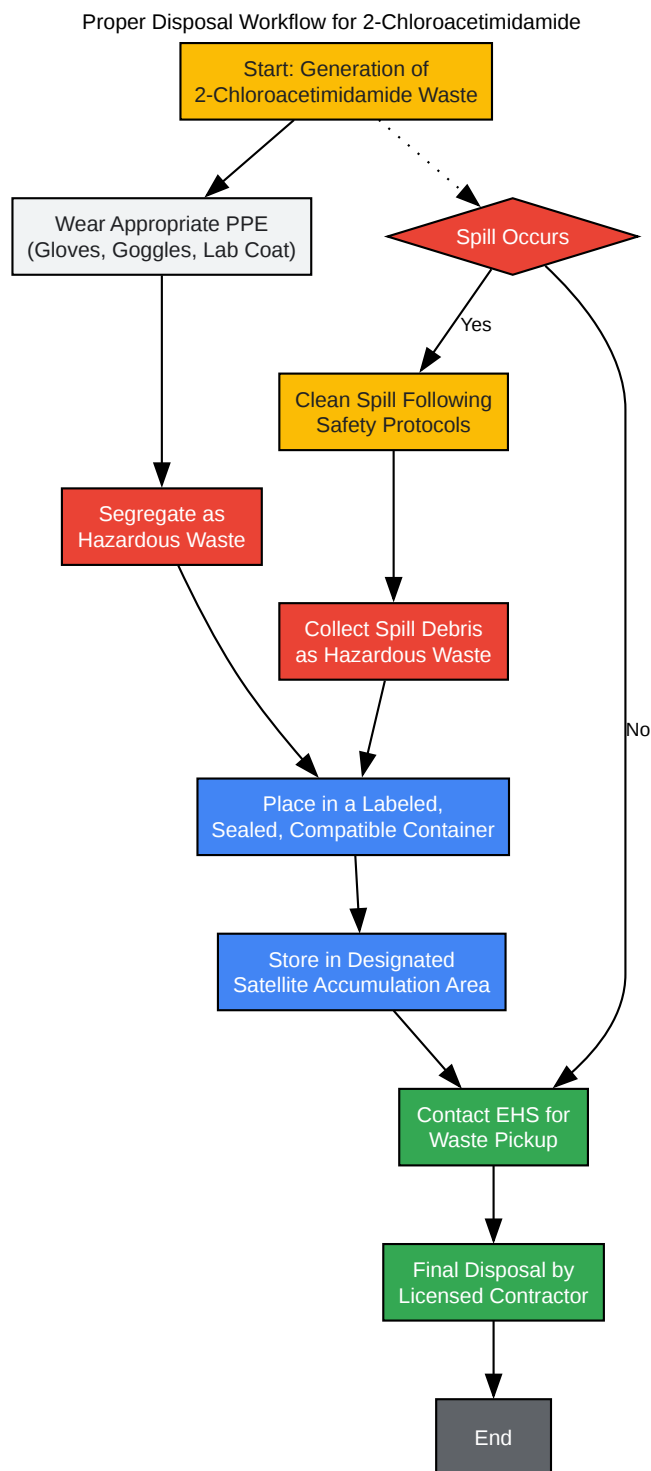 Proper Disposal Workflow for 2-Chloroacetimidamide
Start: Generation of
2-Chloroacetimidamide Waste
Wear Appropriate PPE
(Gloves, Goggles, Lab Coat)
Spill Occurs
Yes
Clean Spill Following
Safety Protocols
Segregate as
Hazardous Waste
Collect Spill Debris
as Hazardous Waste
No
Place in a Labeled,
Sealed, Compatible Container
Store in Designated
Satellite Accumulation Area
Contact EHS for
Waste Pickup
Final Disposal by
Licensed Contractor
End